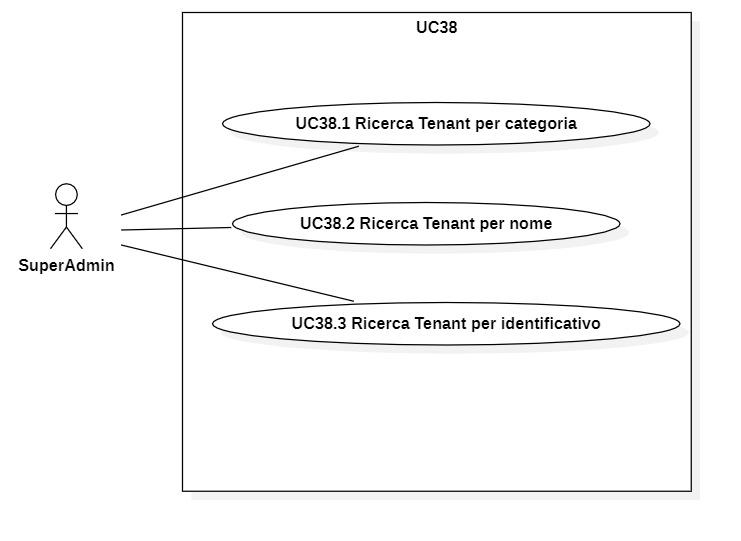 UC38
UC38.1 Ricerca Tenant per categoria
UC38.2 Ricerca Tenant per nome
SuperAdmin
UC38.3 Ricerca Tenant per identificativo